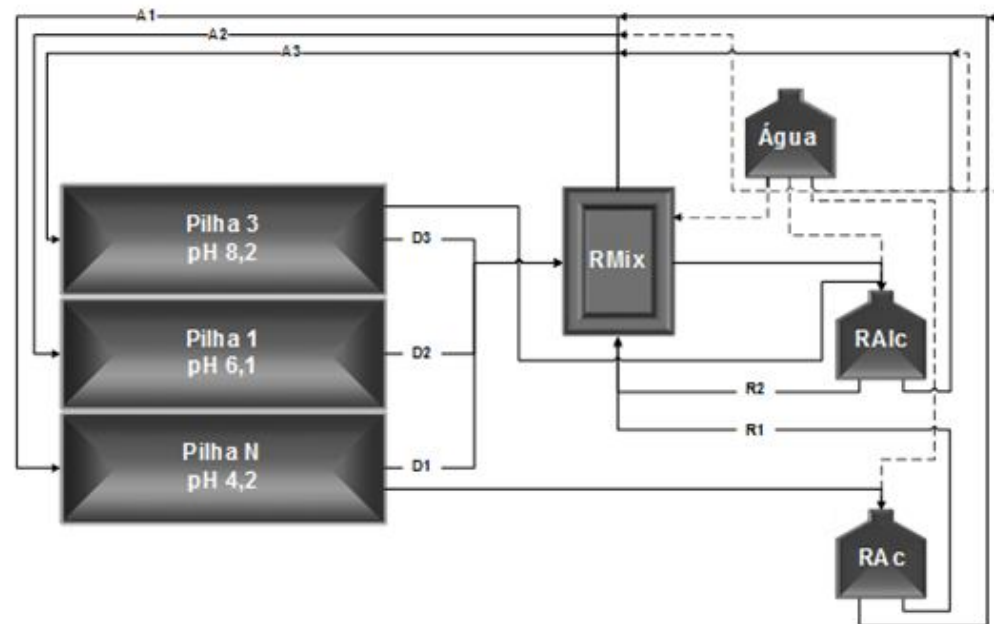 A1
A2
A3
Água
Pilha 3
pH 8,2
D3
RMix
Pilha 1
pH 6,1
D2
RAlc
R2
R1
Pilha N
pH 4,2
D1
RAc